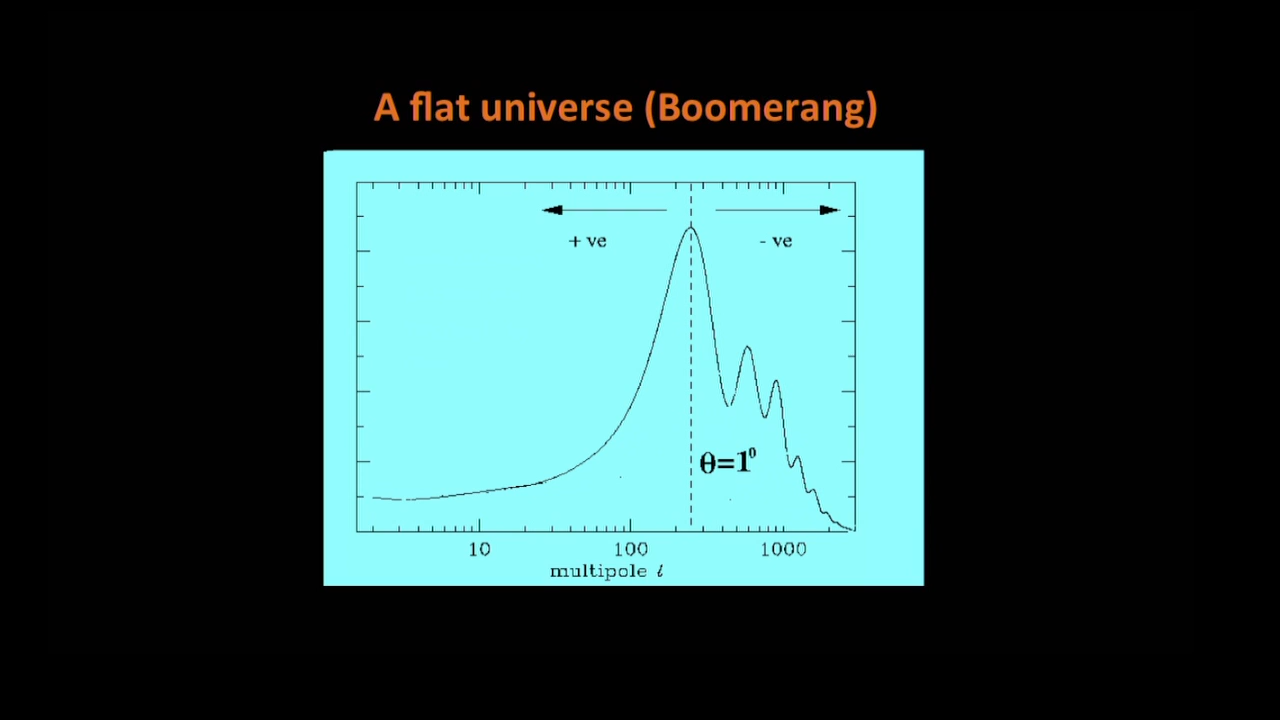 A flat universe (Boomerang)
+ ve - ve
θ=1⁰
10 100 1000
multipole ℓ